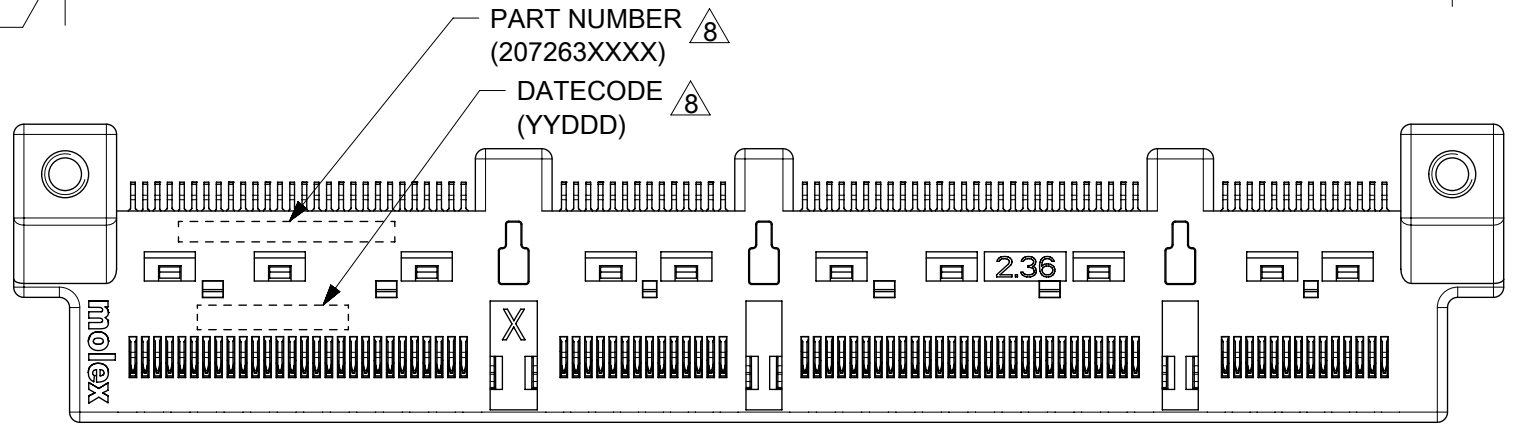 PART NUMBER 8
(207263XXXX)
DATECODE 8
(YYDDD)
2.36
X
molex